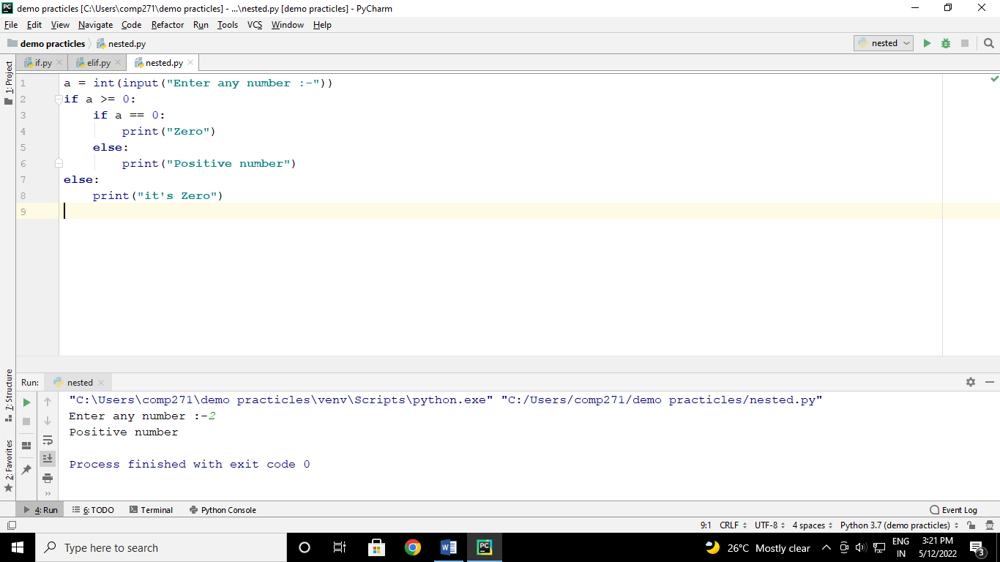 demo practicles [C:\Users\comp271\demo practicles] - ...\nested.py [demo practicles] - PyCharm
File Edit View Navigate Code Refactor Run Tools VCS Window Help
demo practicles nested.py nested
1: Project
if.py elif.py nested.py
1 a = int(input("Enter any number :-"))
2 if a >= 0:
3     if a == 0:
4         print("Zero")
5     else:
6         print("Positive number")
7 else:
8     print("it's Zero")
9
7: Structure
2: Favorites
Run: nested
"C:\Users\comp271\demo practicles\venv\Scripts\python.exe" "C:/Users/comp271/demo practicles/nested.py"
Enter any number :-2
Positive number
Process finished with exit code 0
4: Run 6: TODO Terminal Python Console Event Log
9:1 CRLF UTF-8 4 spaces Python 3.7 (demo practicles)
Type here to search
26°C Mostly clear
ENG
IN
3:21 PM
5/12/2022
3